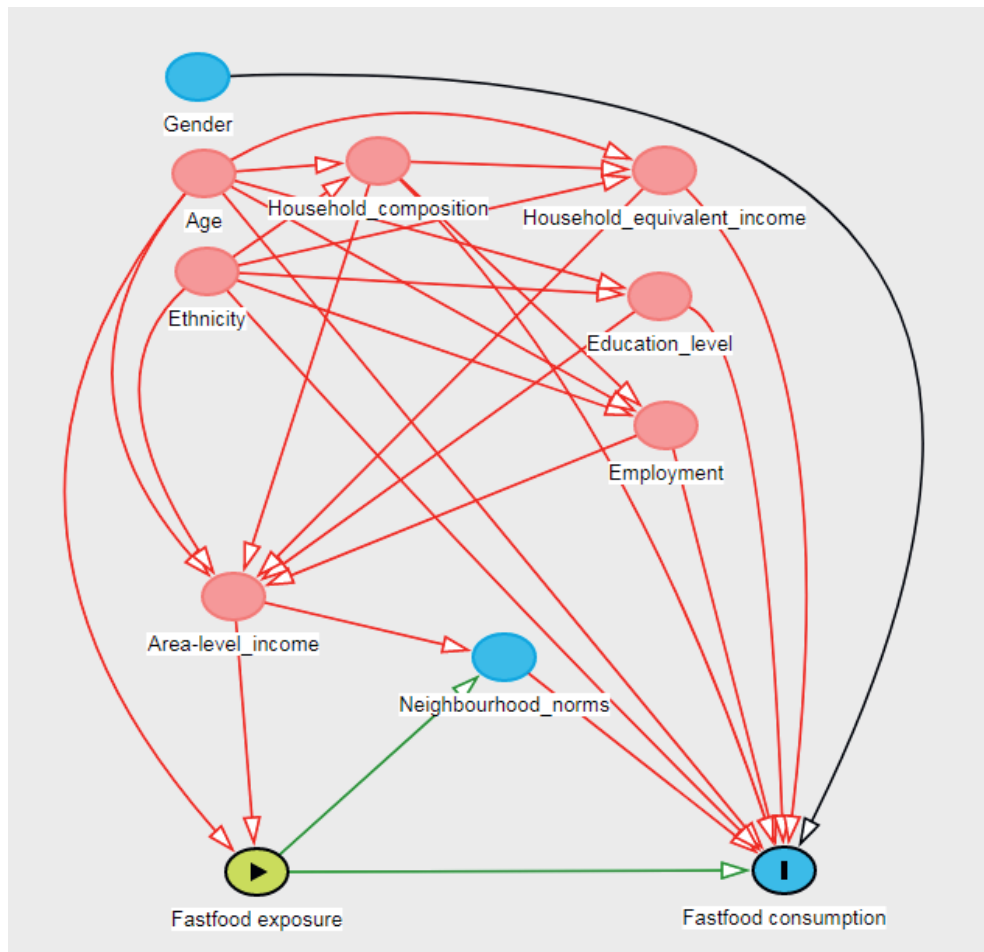 Gender
Age
Household_composition
Household_equivalent_income
Ethnicity
Education_level
Employment
Area-level_income
Neighbourhood_norms
Fastfood exposure
Fastfood consumption